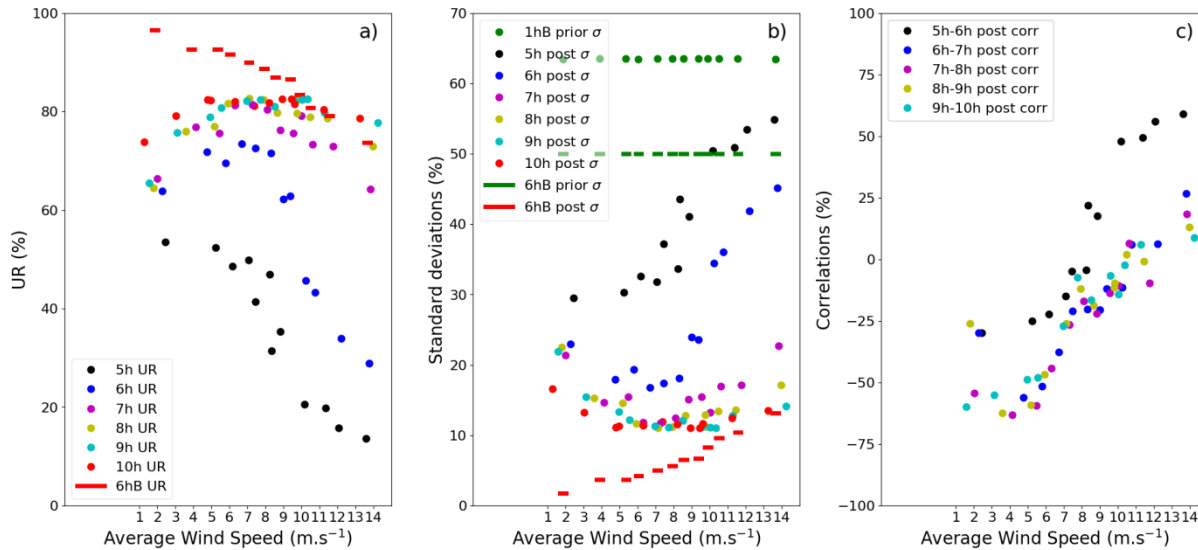 a)
100
80
60
40
20
0
UR (%)
5h UR
6h UR
7h UR
8h UR
9h UR
10h UR
6hB UR
1 2 3 4 5 6 7 8 9 10 11 12 13 14
Average Wind Speed (m.s⁻¹)
b)
70
60
50
40
30
20
10
0
Standard deviations (%)
1hB prior σ
5h post σ
6h post σ
7h post σ
8h post σ
9h post σ
10h post σ
6hB prior σ
6hB post σ
1 2 3 4 5 6 7 8 9 10 11 12 13 14
Average Wind Speed (m.s⁻¹)
c)
100
75
50
25
0
−25
−50
−75
−100
Correlations (%)
5h-6h post corr
6h-7h post corr
7h-8h post corr
8h-9h post corr
9h-10h post corr
1 2 3 4 5 6 7 8 9 10 11 12 13 14
Average Wind Speed (m.s⁻¹)